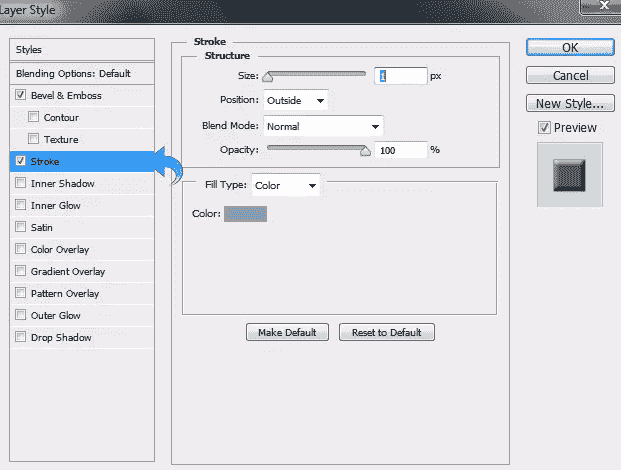 Layer Style
Styles
Blending Options: Default
Bevel & Emboss
Contour
Texture
Stroke
Inner Shadow
Inner Glow
Satin
Color Overlay
Gradient Overlay
Pattern Overlay
Outer Glow
Drop Shadow
Stroke
Structure
Size: 1 px
Position: Outside
Blend Mode: Normal
Opacity: 100 %
Fill Type: Color
Color:
Make Default Reset to Default
OK
Cancel
New Style...
Preview